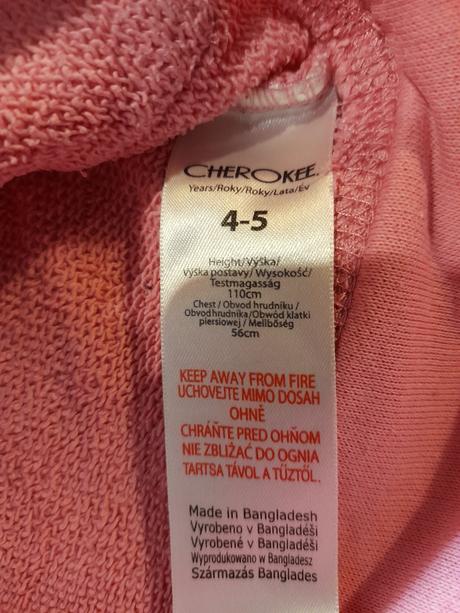 CHEROKEE.
Years/Roky/Roky/Lata/Év
4-5
Height/Výška/
Výška postavy/Wysokość/
Testmagasság
110cm
Chest / Obvod hrudníku /
Obvod hrudníka/Obwód klatki
piersiowej / Mellbőség
56cm
KEEP AWAY FROM FIRE
UCHOVEJTE MIMO DOSAH
OHNĚ
CHRÁŇTE PRED OHŇOM
NIE ZBLIŻAĆ DO OGNIA
TARTSA TÁVOL A TŰZTŐL.
Made in Bangladesh
Vyrobeno v Bangladéši
Vyrobené v Bangladéši
Wyprodukowano w Bangladesz
Származás Banglades